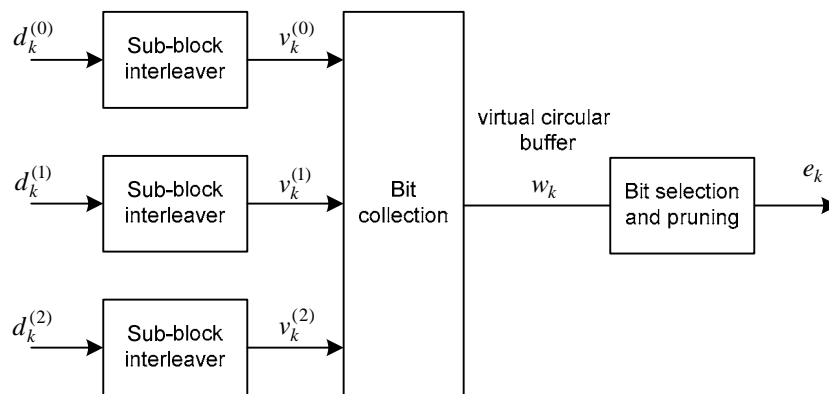 d_k^{(0)}
Sub-block
interleaver
v_k^{(0)}
d_k^{(1)}
Sub-block
interleaver
v_k^{(1)}
d_k^{(2)}
Sub-block
interleaver
v_k^{(2)}
Bit
collection
virtual circular
buffer
w_k
Bit selection
and pruning
e_k